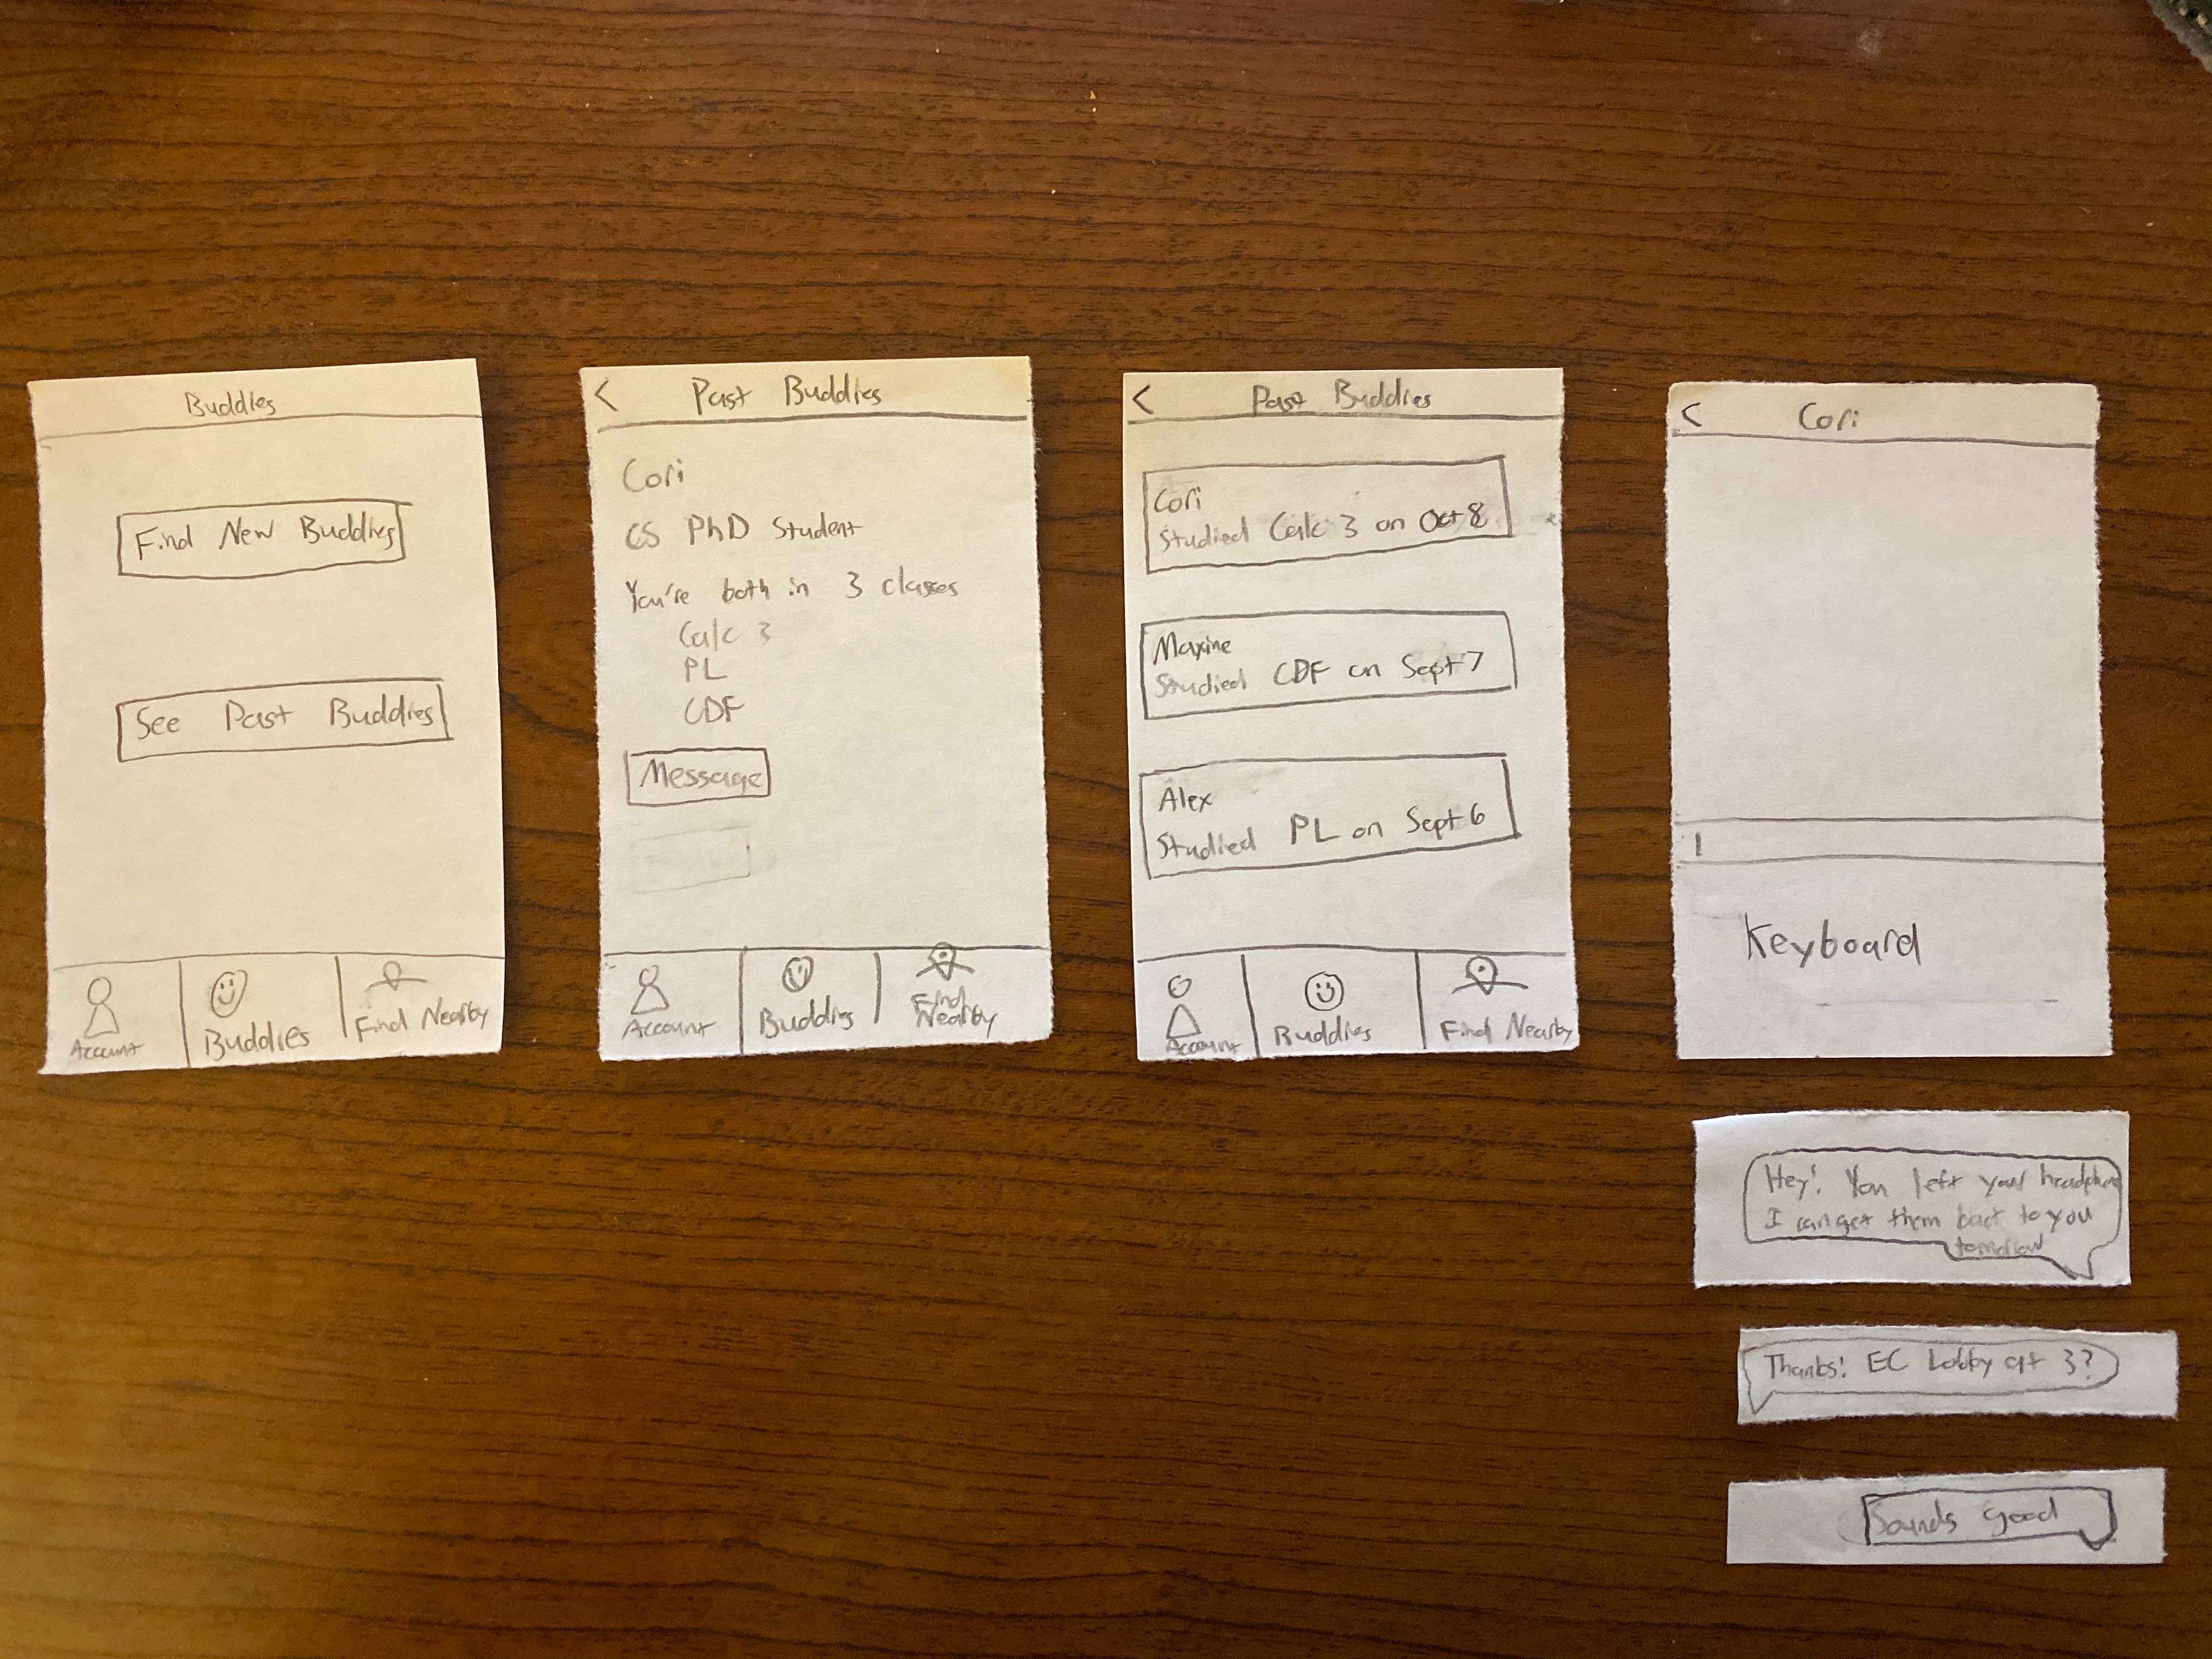 Buddies
Find New Buddies
See Past Buddies
Account
Buddies
Find Nearby
< Past Buddies
Cori
CS PhD Student
You're both in 3 classes
Calc 3
PL
CDF
Message
Account
Buddies
Find
Nearby
< Past Buddies
Cori
Studied Calc 3 on Oct 8
Maxine
Studied CDF on Sept 7
Alex
Studied PL on Sept 6
Account
Buddies
Find Nearby
< Cori
Keyboard
Hey! You left your headphones
I can get them back to you
tomorrow
Thanks! EC Lobby at 3?
Sounds good